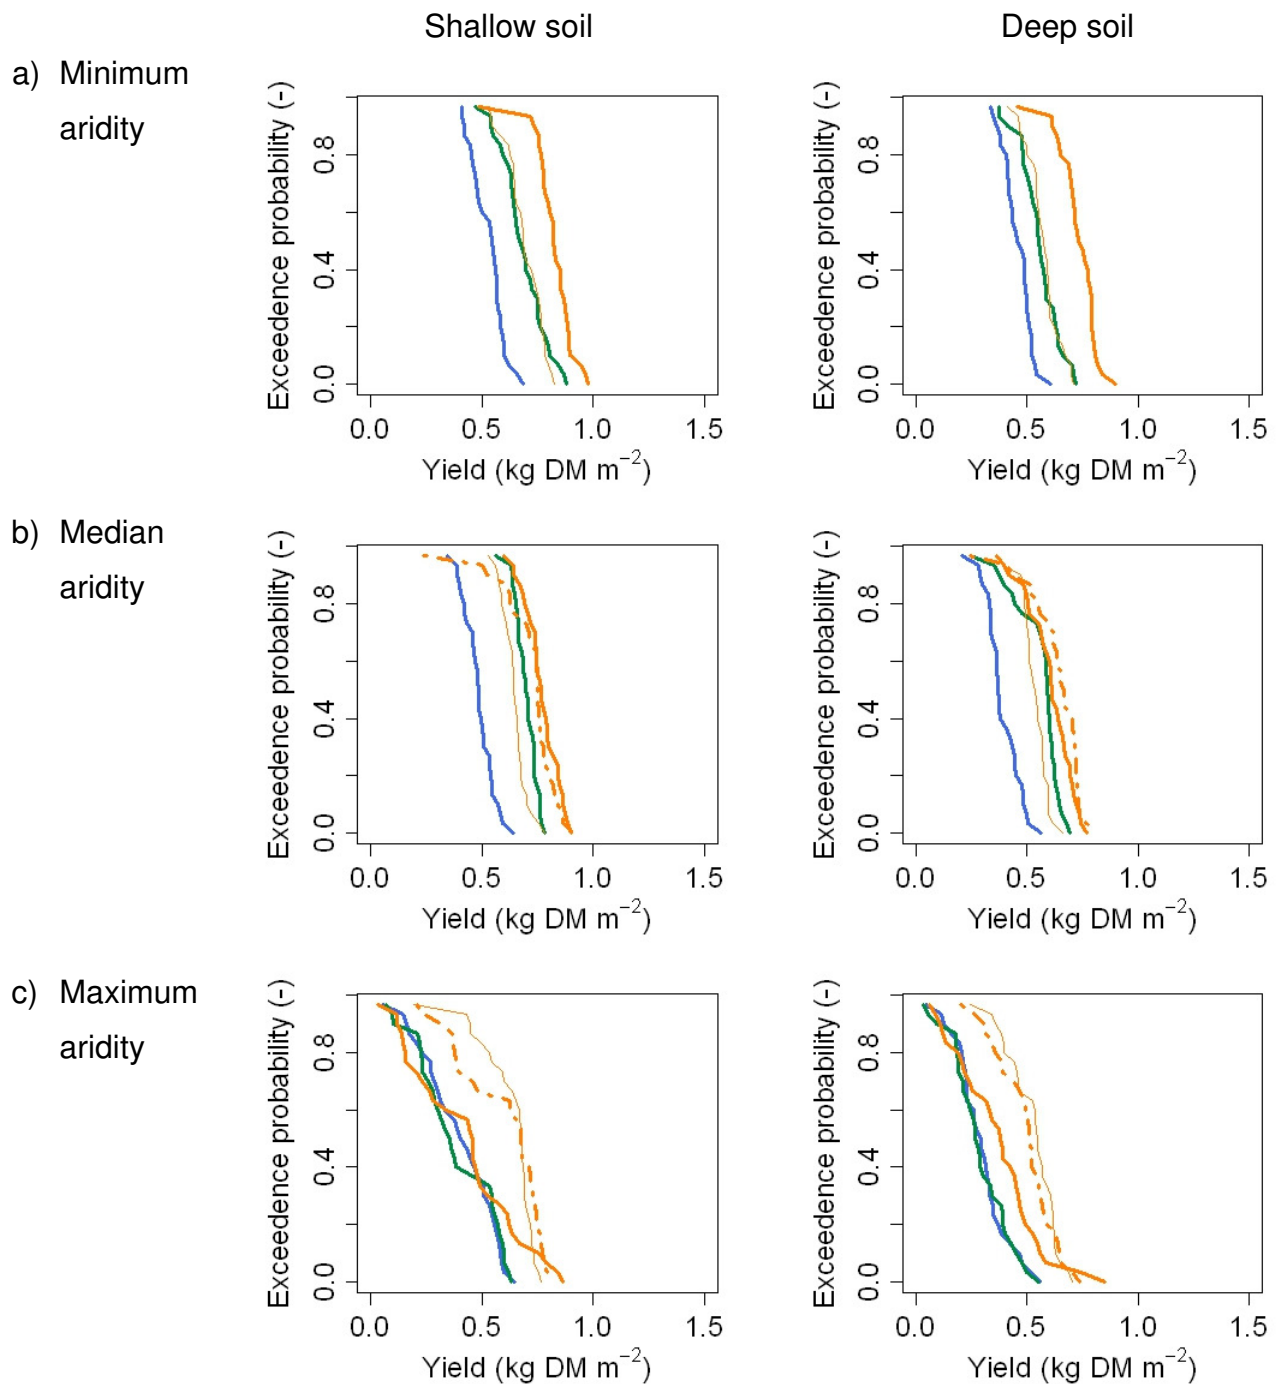 Shallow soil Deep soil
a) Minimum
aridity
Exceedence probability (-)
0.0 0.4 0.8
0.0 0.5 1.0 1.5
Yield (kg DM m⁻²)
Exceedence probability (-)
0.0 0.4 0.8
0.0 0.5 1.0 1.5
Yield (kg DM m⁻²)
b) Median
aridity
Exceedence probability (-)
0.0 0.4 0.8
0.0 0.5 1.0 1.5
Yield (kg DM m⁻²)
Exceedence probability (-)
0.0 0.4 0.8
0.0 0.5 1.0 1.5
Yield (kg DM m⁻²)
c) Maximum
aridity
Exceedence probability (-)
0.0 0.4 0.8
0.0 0.5 1.0 1.5
Yield (kg DM m⁻²)
Exceedence probability (-)
0.0 0.4 0.8
0.0 0.5 1.0 1.5
Yield (kg DM m⁻²)